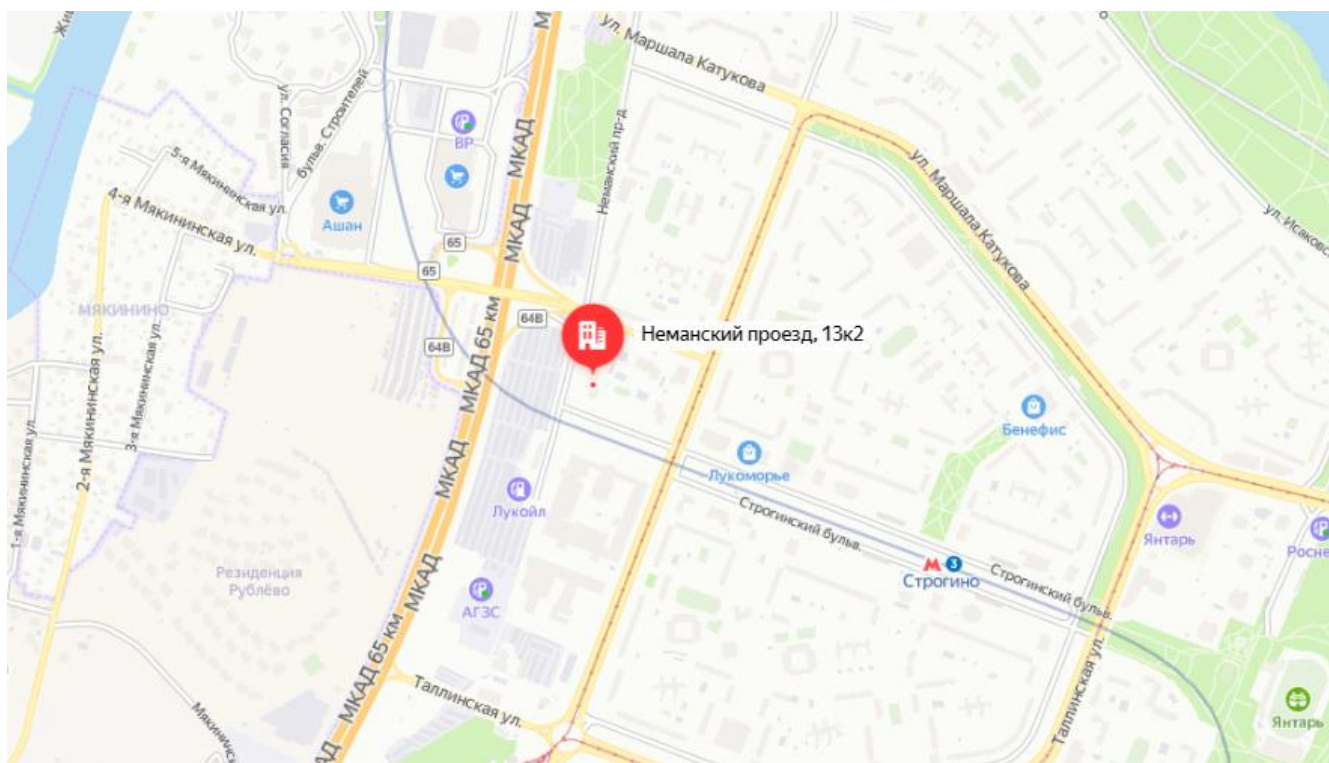 ул. Маршала Катукова
ул. Согласия
бульв. Строителей
ВР
МКАД
МКАД
Неманский пр-д
5-я Мякининская ул.
4-я Мякининская ул.
Ашан
65
65
ул. Маршала Катукова
МЯКИНИНО
МКАД 65 км
64В
64В
Неманский проезд, 13к2
2-я Мякининская ул.
3-я Мякининская ул.
1-я Мякининская ул.
МКАД
МКАД
МКАД
Бенефис
Лукоморье
Лукойл
Строгинский бульв.
Янтарь
Резиденция
Рублёво
3
Строгино
Строгинский бульв.
АГЗС
МКАД 65 км
Таллинская ул.
Таллинская ул.
Янтарь